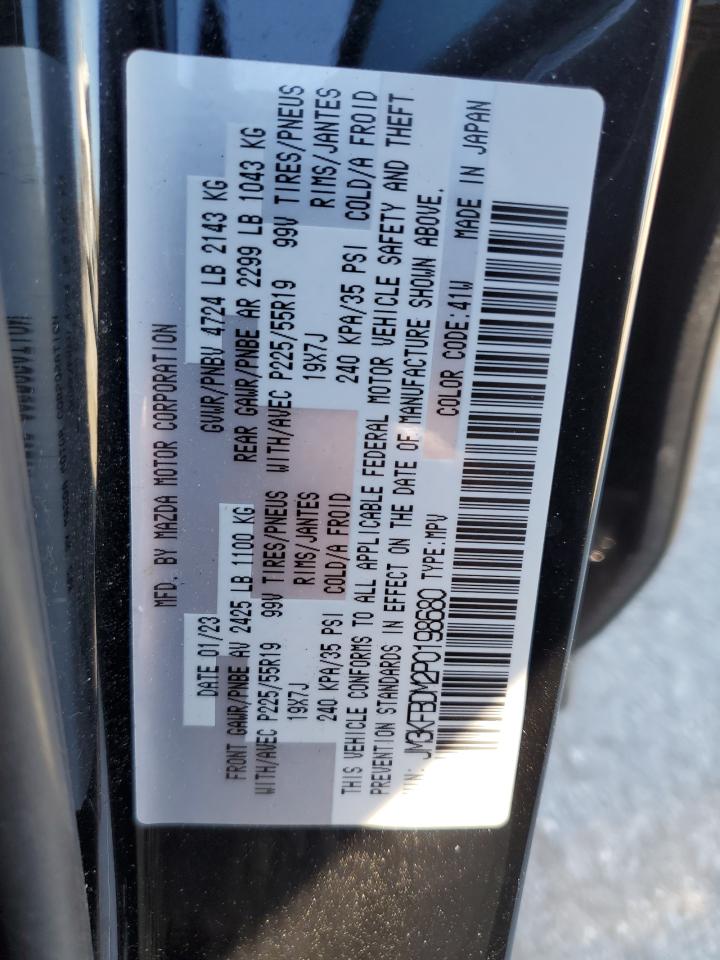 MFD. BY MAZDA MOTOR CORPORATION
DATE 01/23 GVWR/PNBV 4724 LB 2143 KG
FRONT GAWR/PNBE AV 2425 LB 1100 KG REAR GAWR/PNBE AR 2299 LB 1043 KG
WITH/AVEC P225/55R19 99V TIRES/PNEUS WITH/AVEC P225/55R19 99V TIRES/PNEUS
19X7J RIMS/JANTES 19X7J RIMS/JANTES
240 KPA/35 PSI COLD/A FROID 240 KPA/35 PSI COLD/A FROID
THIS VEHICLE CONFORMS TO ALL APPLICABLE FEDERAL MOTOR VEHICLE SAFETY AND THEFT
PREVENTION STANDARDS IN EFFECT ON THE DATE OF MANUFACTURE SHOWN ABOVE.
VIN: JM3KFBDM2P0198680 TYPE:MPV COLOR CODE:41W MADE IN JAPAN